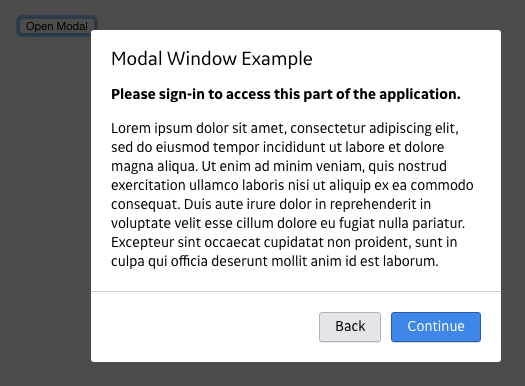 Open Modal
Modal Window Example
Please sign-in to access this part of the application.
Lorem ipsum dolor sit amet, consectetur adipiscing elit,
sed do eiusmod tempor incididunt ut labore et dolore
magna aliqua. Ut enim ad minim veniam, quis nostrud
exercitation ullamco laboris nisi ut aliquip ex ea commodo
consequat. Duis aute irure dolor in reprehenderit in
voluptate velit esse cillum dolore eu fugiat nulla pariatur.
Excepteur sint occaecat cupidatat non proident, sunt in
culpa qui officia deserunt mollit anim id est laborum.
Back
Continue